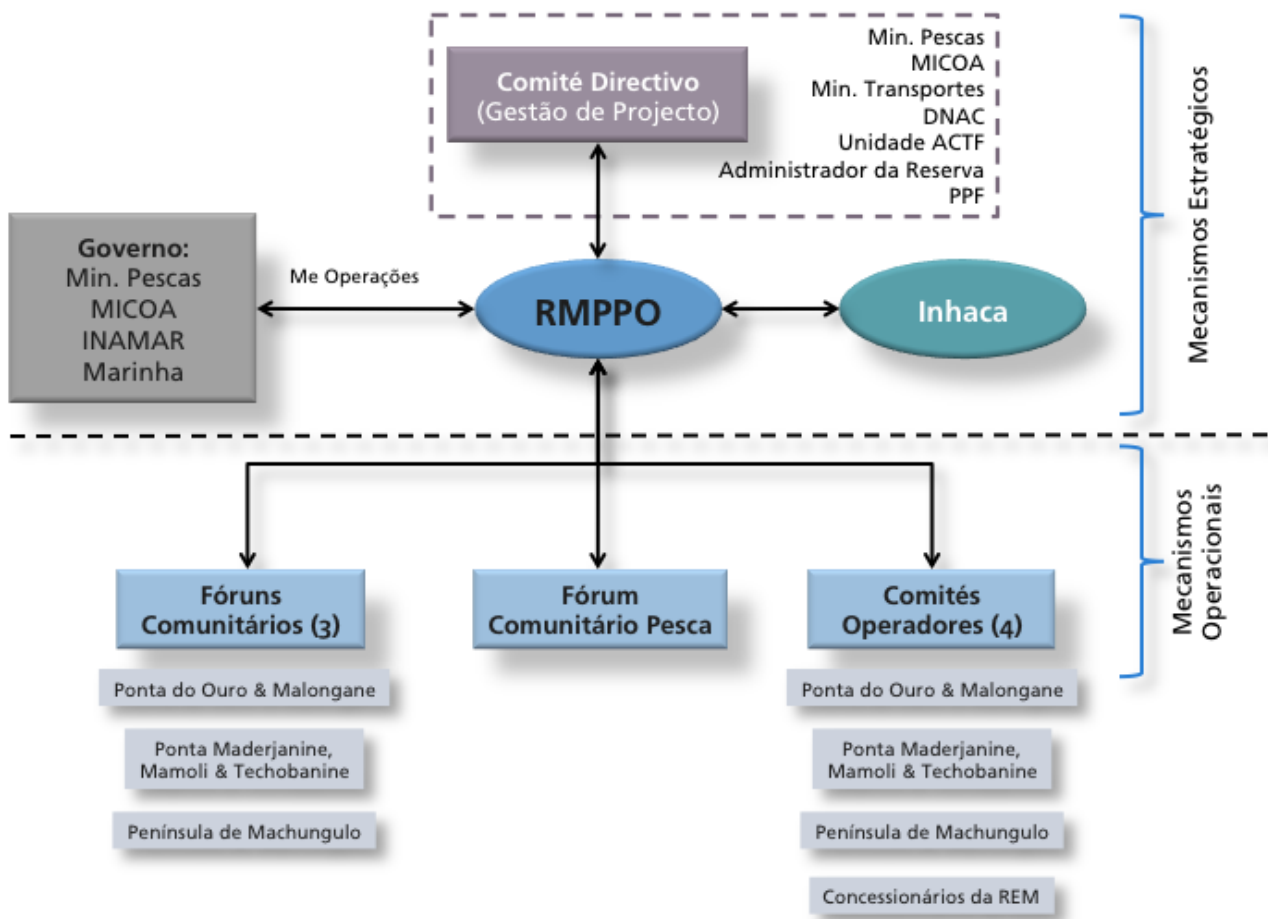 Comité Directivo
(Gestão de Projecto)
Min. Pescas
MICOA
Min. Transportes
DNAC
Unidade ACTF
Administrador da Reserva
PPF
Mecanismos Estratégicos
Governo:
Min. Pescas
MICOA
INAMAR
Marinha
Me Operações
RMPPO
Inhaca
Mecanismos
Operacionais
Fóruns
Comunitários (3)
Ponta do Ouro & Malongane
Ponta Maderjanine,
Mamoli & Techobanine
Península de Machungulo
Fórum
Comunitário Pesca
Comités
Operadores (4)
Ponta do Ouro & Malongane
Ponta Maderjanine,
Mamoli & Techobanine
Península de Machungulo
Concessionários da REM